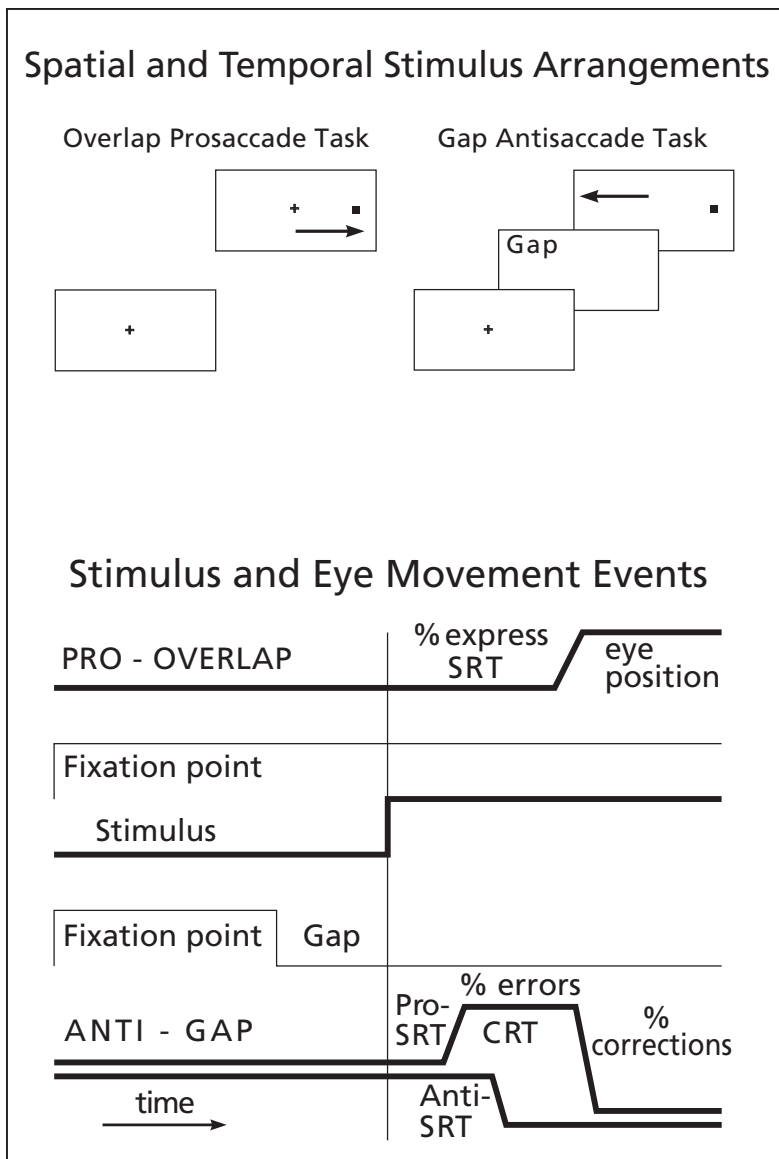 Spatial and Temporal Stimulus Arrangements
Overlap Prosaccade Task
Gap Antisaccade Task
Gap
Stimulus and Eye Movement Events
PRO - OVERLAP
% express
SRT
eye
position
Fixation point
Stimulus
Fixation point
Gap
ANTI - GAP
Pro-
SRT
% errors
CRT
%
corrections
time
Anti-
SRT